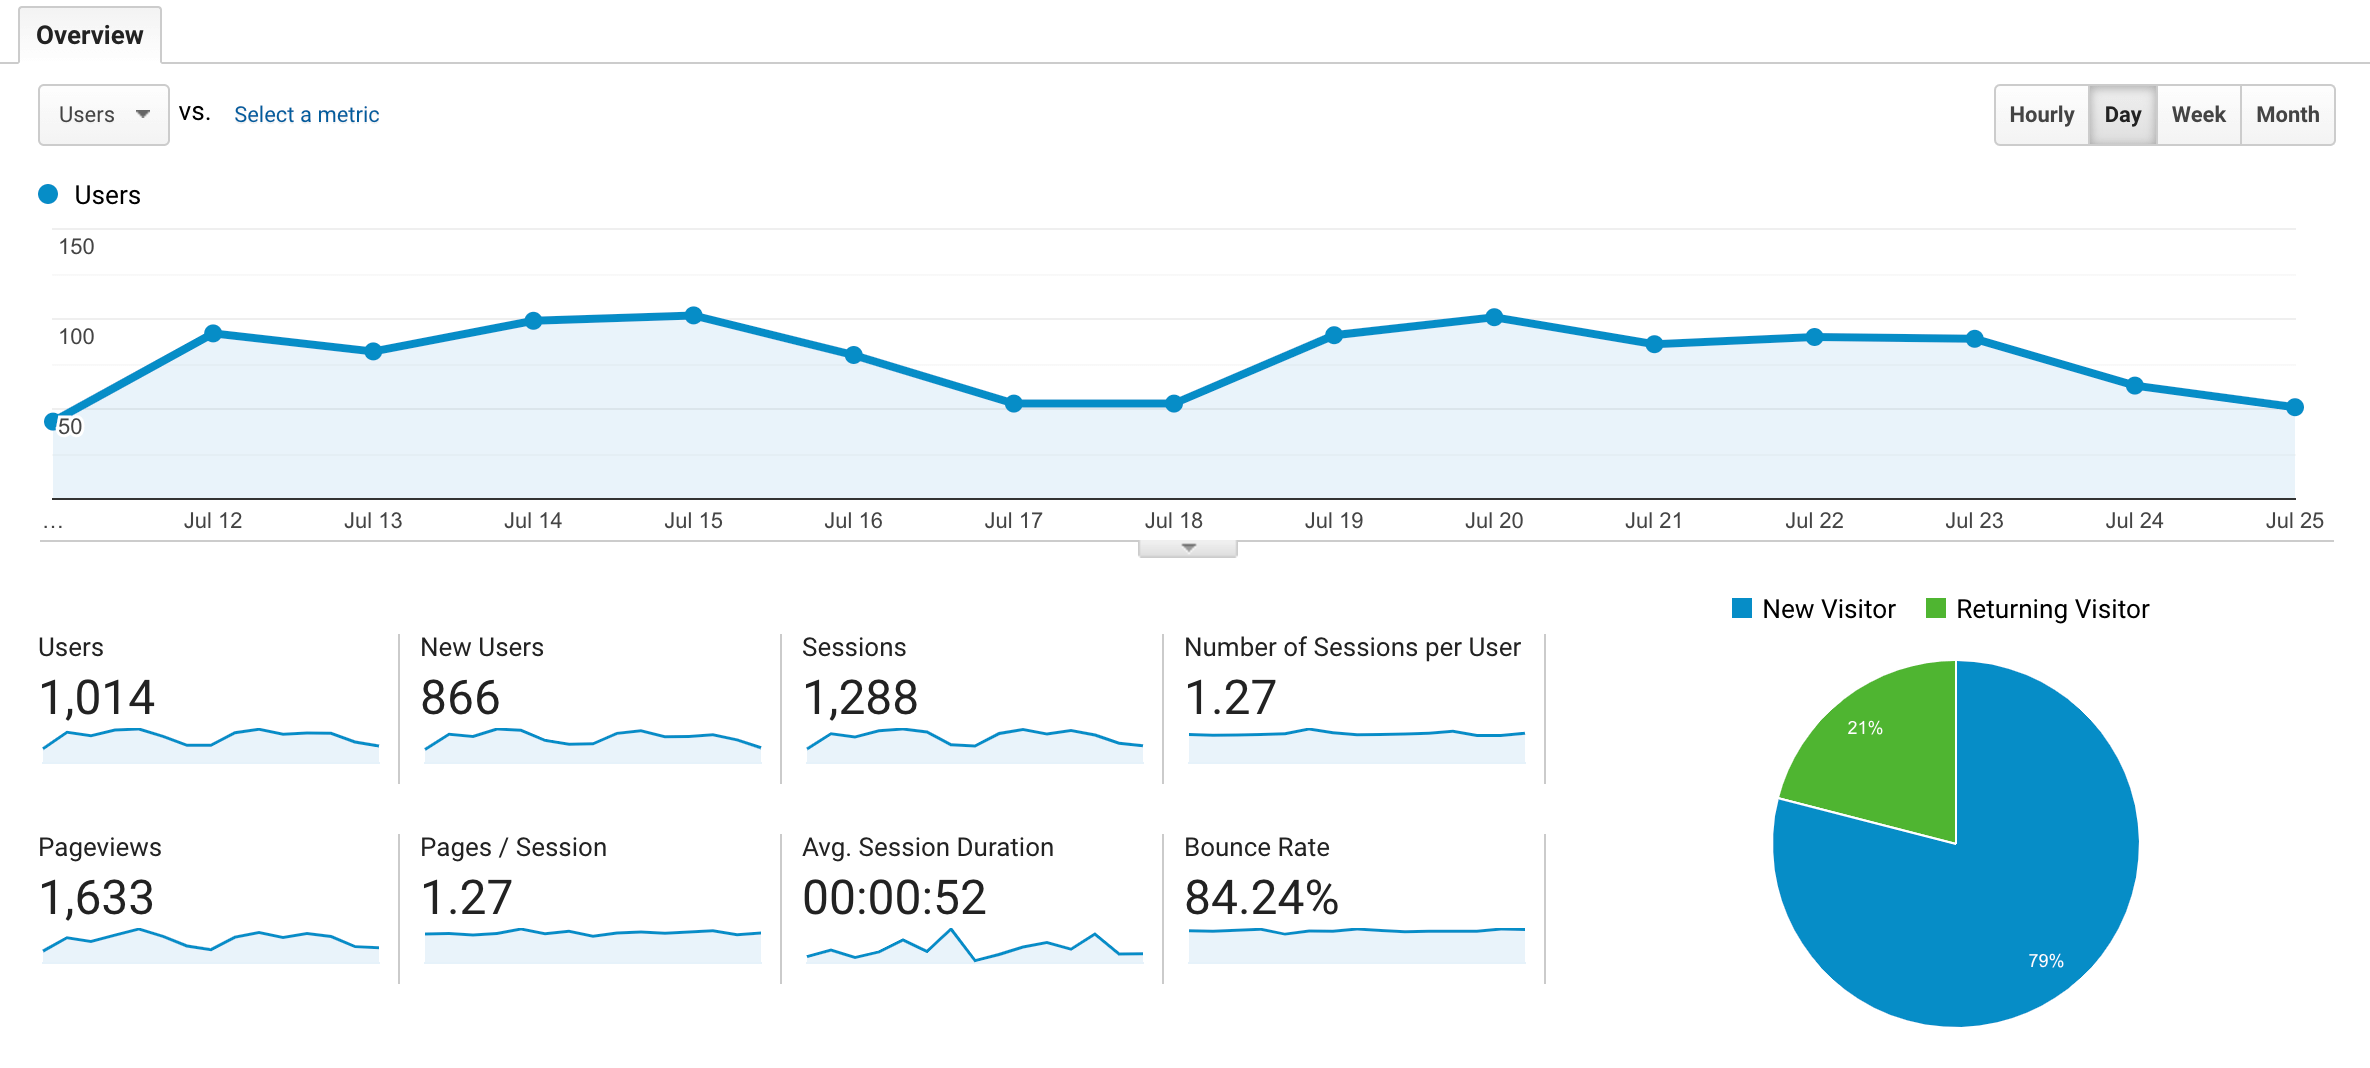 Overview
Users vs. Select a metric
Hourly Day Week Month
Users
150
100
50
... Jul 12 Jul 13 Jul 14 Jul 15 Jul 16 Jul 17 Jul 18 Jul 19 Jul 20 Jul 21 Jul 22 Jul 23 Jul 24 Jul 25
Users
1,014
New Users
866
Sessions
1,288
Number of Sessions per User
1.27
Pageviews
1,633
Pages / Session
1.27
Avg. Session Duration
00:00:52
Bounce Rate
84.24%
New Visitor Returning Visitor
21%
79%